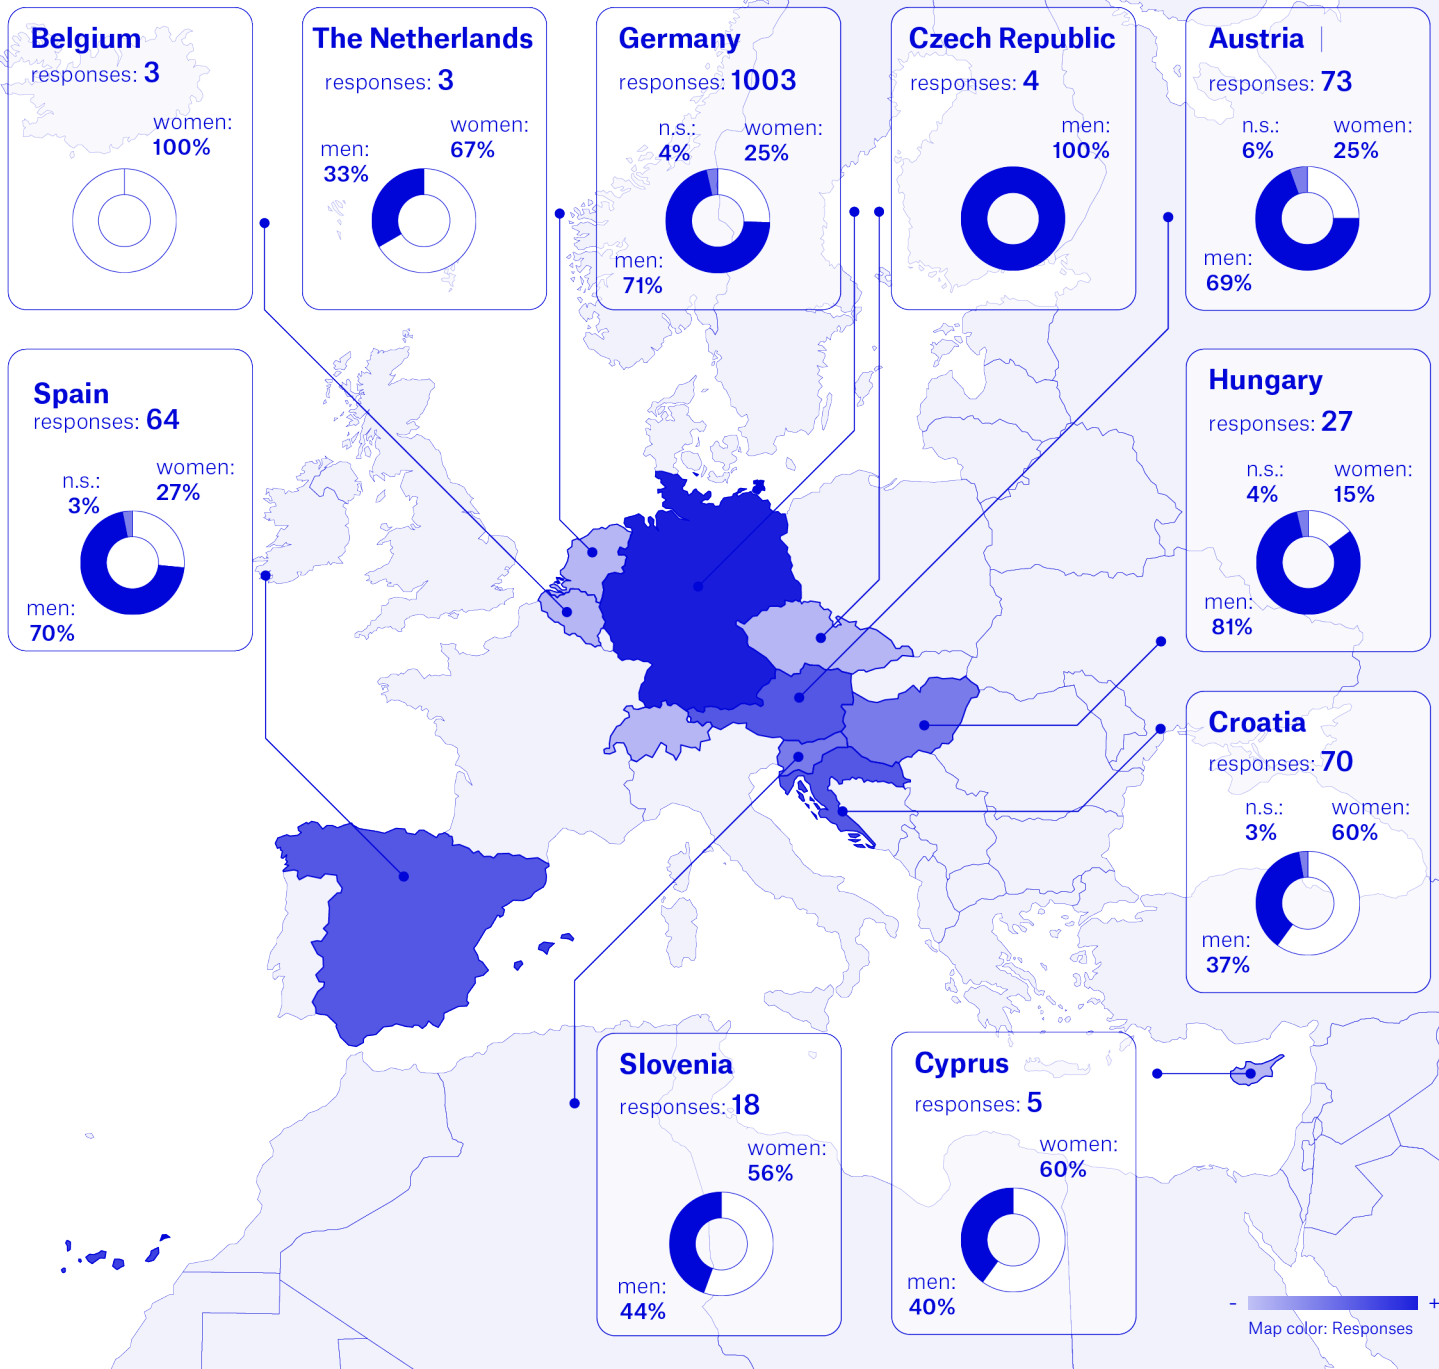 Belgium
responses: 3
women:
100%
The Netherlands
responses: 3
women:
67%
men:
33%
Germany
responses: 1003
n.s.:
4%
women:
25%
men:
71%
Czech Republic
responses: 4
men:
100%
Austria
responses: 73
n.s.:
6%
women:
25%
men:
69%
Spain
responses: 64
n.s.:
3%
women:
27%
men:
70%
Hungary
responses: 27
n.s.:
4%
women:
15%
men:
81%
Croatia
responses: 70
n.s.:
3%
women:
60%
men:
37%
Slovenia
responses: 18
women:
56%
men:
44%
Cyprus
responses: 5
women:
60%
men:
40%
- +
Map color: Responses